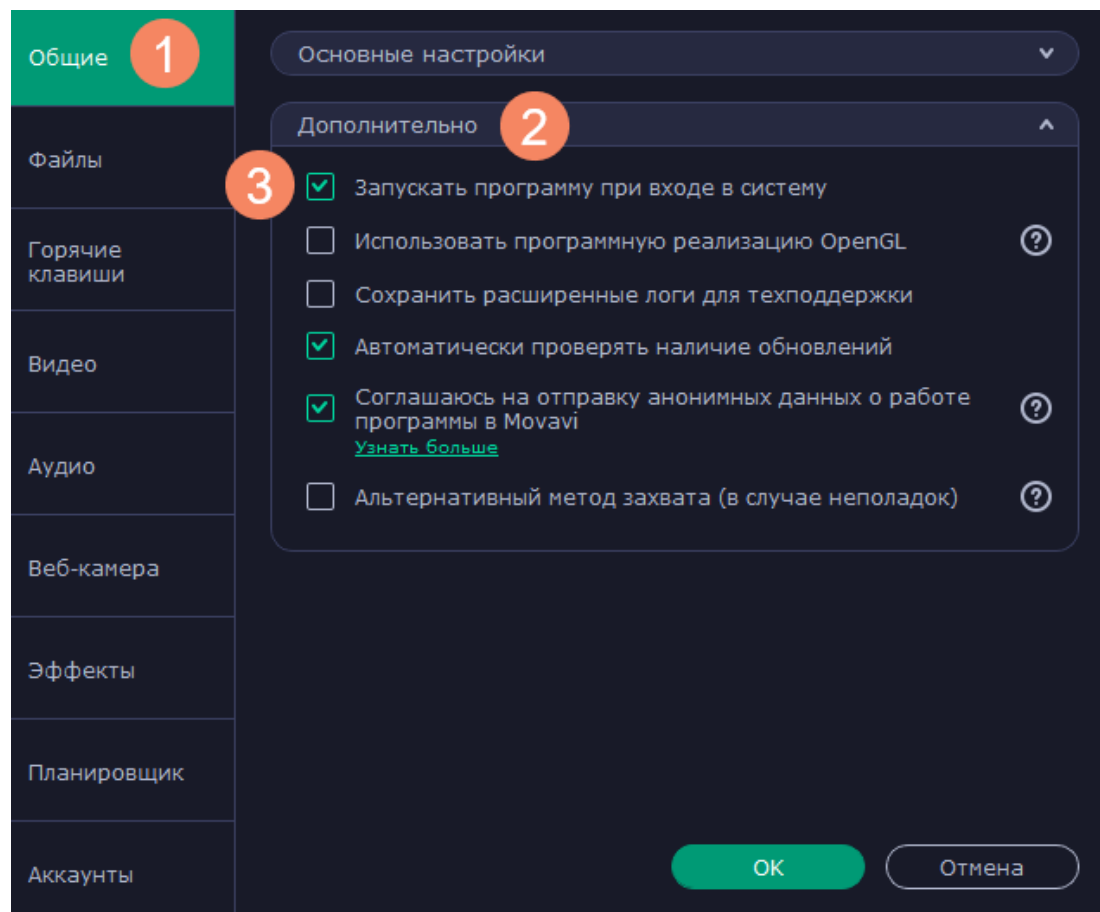 Общие 1
Файлы
Горячие
клавиши
Видео
Аудио
Веб-камера
Эффекты
Планировщик
Аккаунты
Основные настройки
Дополнительно 2
3 Запускать программу при входе в систему
Использовать программную реализацию OpenGL ?
Сохранить расширенные логи для техподдержки
Автоматически проверять наличие обновлений
Соглашаюсь на отправку анонимных данных о работе ?
программы в Movavi
Узнать больше
Альтернативный метод захвата (в случае неполадок) ?
OK Отмена